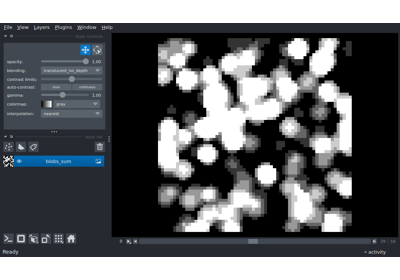 File View Layers Plugins Window Help
opacity: 1.00
blending: translucent_no_depth
contrast limits:
auto-contrast: once continuous
gamma: 1.00
colormap: gray
interpolation: nearest
blobs_sum
Ready
activity